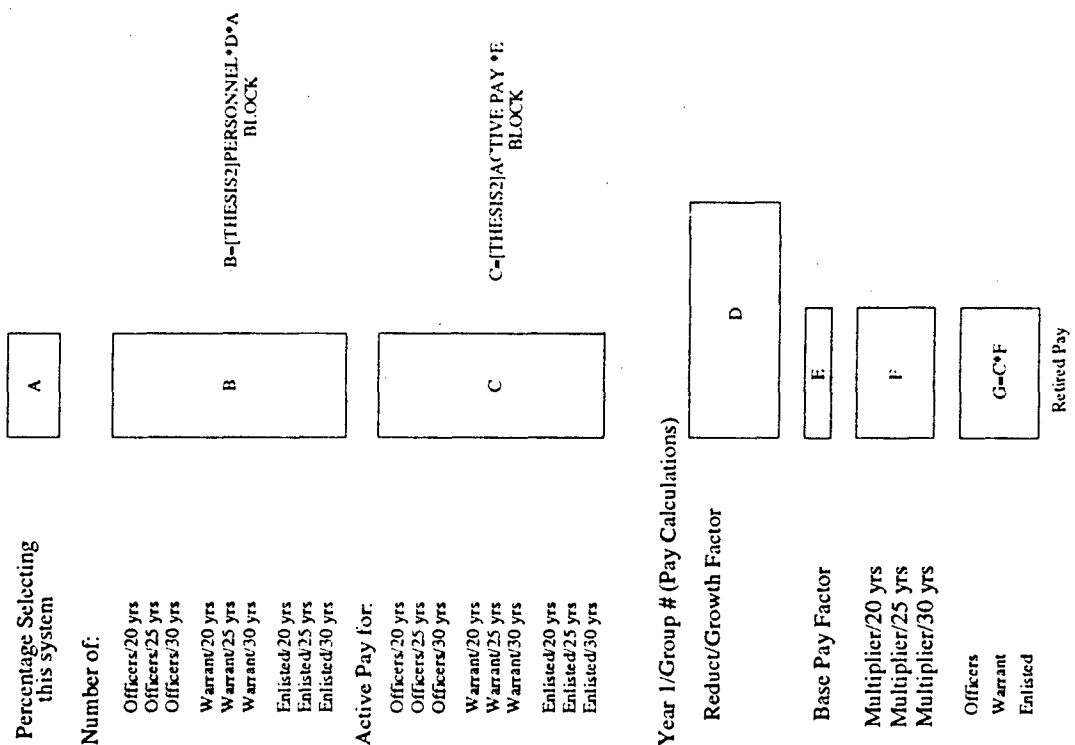 Percentage Selecting
this system
A
Number of:
Officers/20 yrs
Officers/25 yrs
Officers/30 yrs
Warrant/20 yrs
Warrant/25 yrs
Warrant/30 yrs
Enlisted/20 yrs
Enlisted/25 yrs
Enlisted/30 yrs
B
B=[THESIS2]PERSONNEL*D*A
BLOCK
Active Pay for:
Officers/20 yrs
Officers/25 yrs
Officers/30 yrs
Warrant/20 yrs
Warrant/25 yrs
Warrant/30 yrs
Enlisted/20 yrs
Enlisted/25 yrs
Enlisted/30 yrs
C
C=[THESIS2]ACTIVE PAY *E
BLOCK
Year 1/Group # (Pay Calculations)
Reduct/Growth Factor
D
Base Pay Factor
E
Multiplier/20 yrs
Multiplier/25 yrs
Multiplier/30 yrs
F
Officers
Warrant
Enlisted
G=C*F
Retired Pay